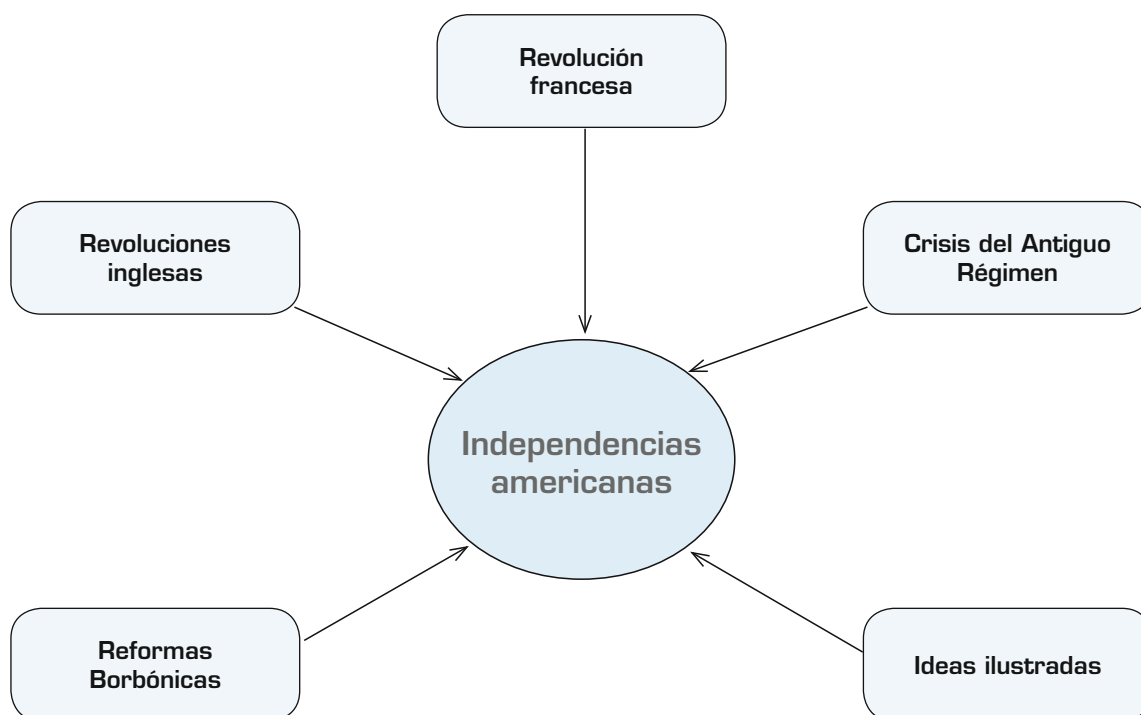 Revolución
francesa
Revoluciones
inglesas
Crisis del Antiguo
Régimen
Independencias
americanas
Reformas
Borbónicas
Ideas ilustradas